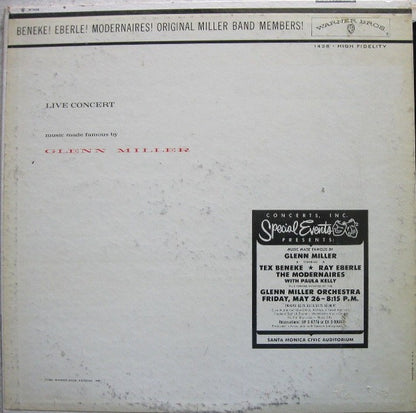 BENEKE! EBERLE! MODERNAIRES! ORIGINAL MILLER BAND MEMBERS!
WARNER BROS.
1428 · HIGH FIDELITY
LIVE CONCERT
music made famous by
GLENN MILLER
CONCERTS, INC.
Special Events
PRESENTS:
MUSIC MADE FAMOUS BY
GLENN MILLER
TEX BENEKE ★ RAY EBERLE
THE MODERNAIRES
WITH PAULA KELLY
GLENN MILLER ORCHESTRA
FRIDAY, MAY 26-8:15 P.M.
SANTA MONICA CIVIC AUDITORIUM